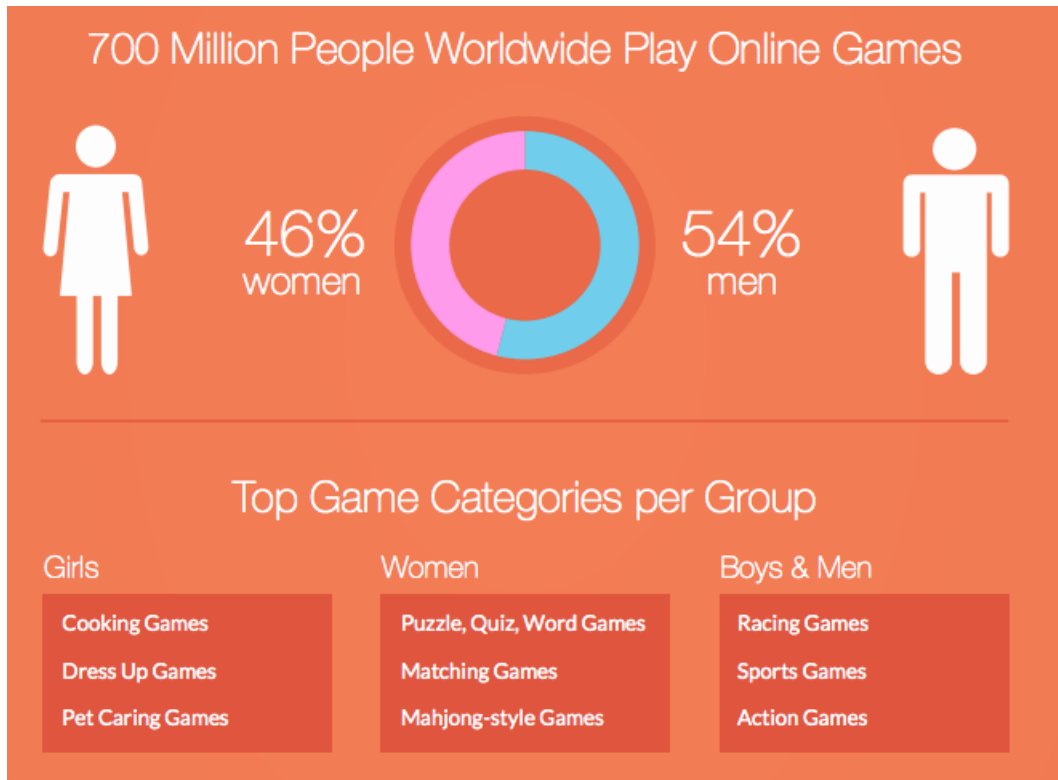 700 Million People Worldwide Play Online Games
46%
women
54%
men
Top Game Categories per Group
Girls
Cooking Games
Dress Up Games
Pet Caring Games
Women
Puzzle, Quiz, Word Games
Matching Games
Mahjong-style Games
Boys & Men
Racing Games
Sports Games
Action Games